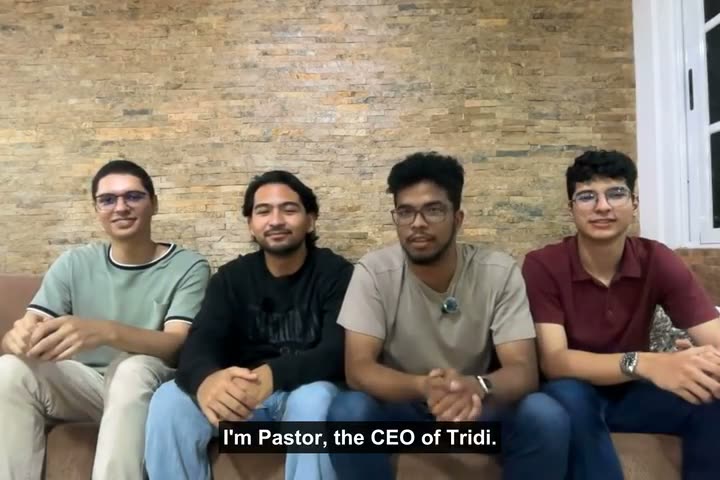 I'm Pastor, the CEO of Tridi.